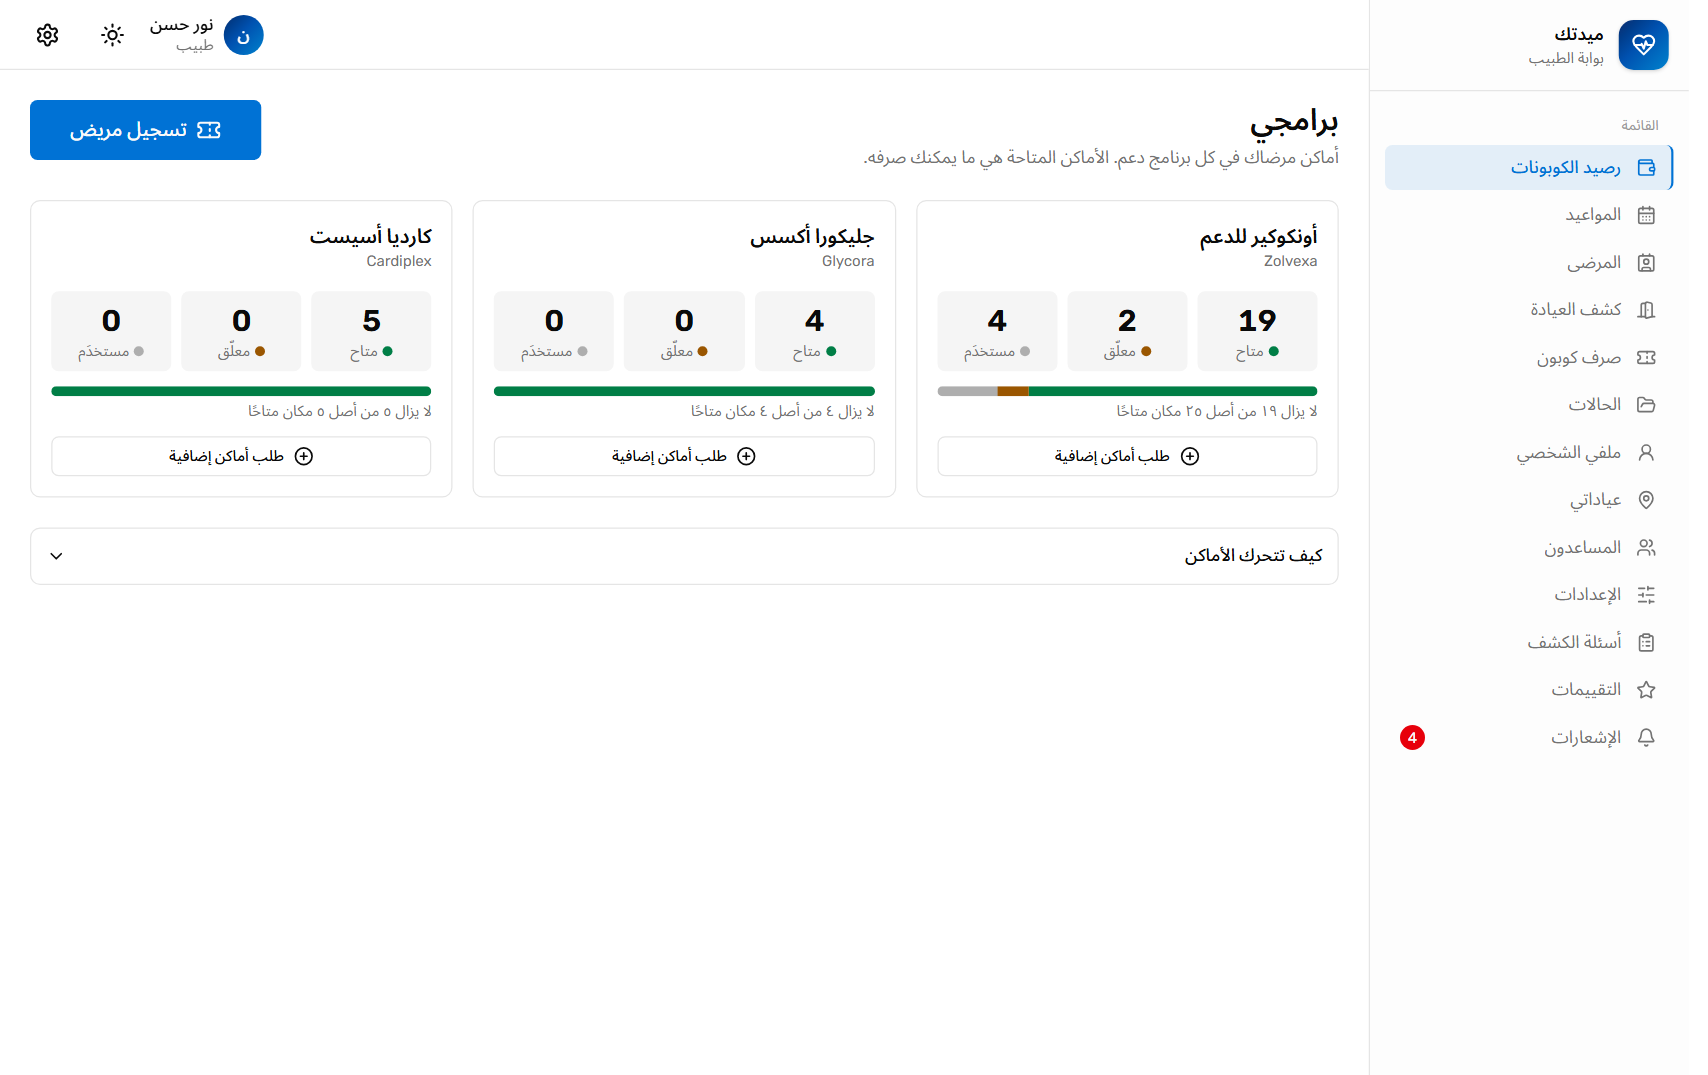 ميدتك
بوابة الطبيب
القائمة
رصيد الكوبونات
المواعيد
المرضى
كشف العيادة
صرف كوبون
الحالات
ملفي الشخصي
عياداتي
المساعدون
الإعدادات
أسئلة الكشف
التقييمات
الإشعارات
4
ن
نور حسن
طبيب
برامجي
أماكن مرضاك في كل برنامج دعم. الأماكن المتاحة هي ما يمكنك صرفه.
تسجيل مريض
أونكوكير للدعم
Zolvexa
19
متاح
2
معلّق
4
مستخدَم
لا يزال ١٩ من أصل ٢٥ مكان متاحًا
طلب أماكن إضافية
جليكورا أكسس
Glycora
4
متاح
0
معلّق
0
مستخدَم
لا يزال ٤ من أصل ٤ مكان متاحًا
طلب أماكن إضافية
كارديا أسيست
Cardiplex
5
متاح
0
معلّق
0
مستخدَم
لا يزال ٥ من أصل ٥ مكان متاحًا
طلب أماكن إضافية
كيف تتحرك الأماكن